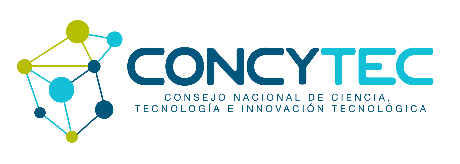 CONCYTEC
CONSEJO NACIONAL DE CIENCIA,
TECNOLOGÍA E INNOVACIÓN TECNOLÓGICA